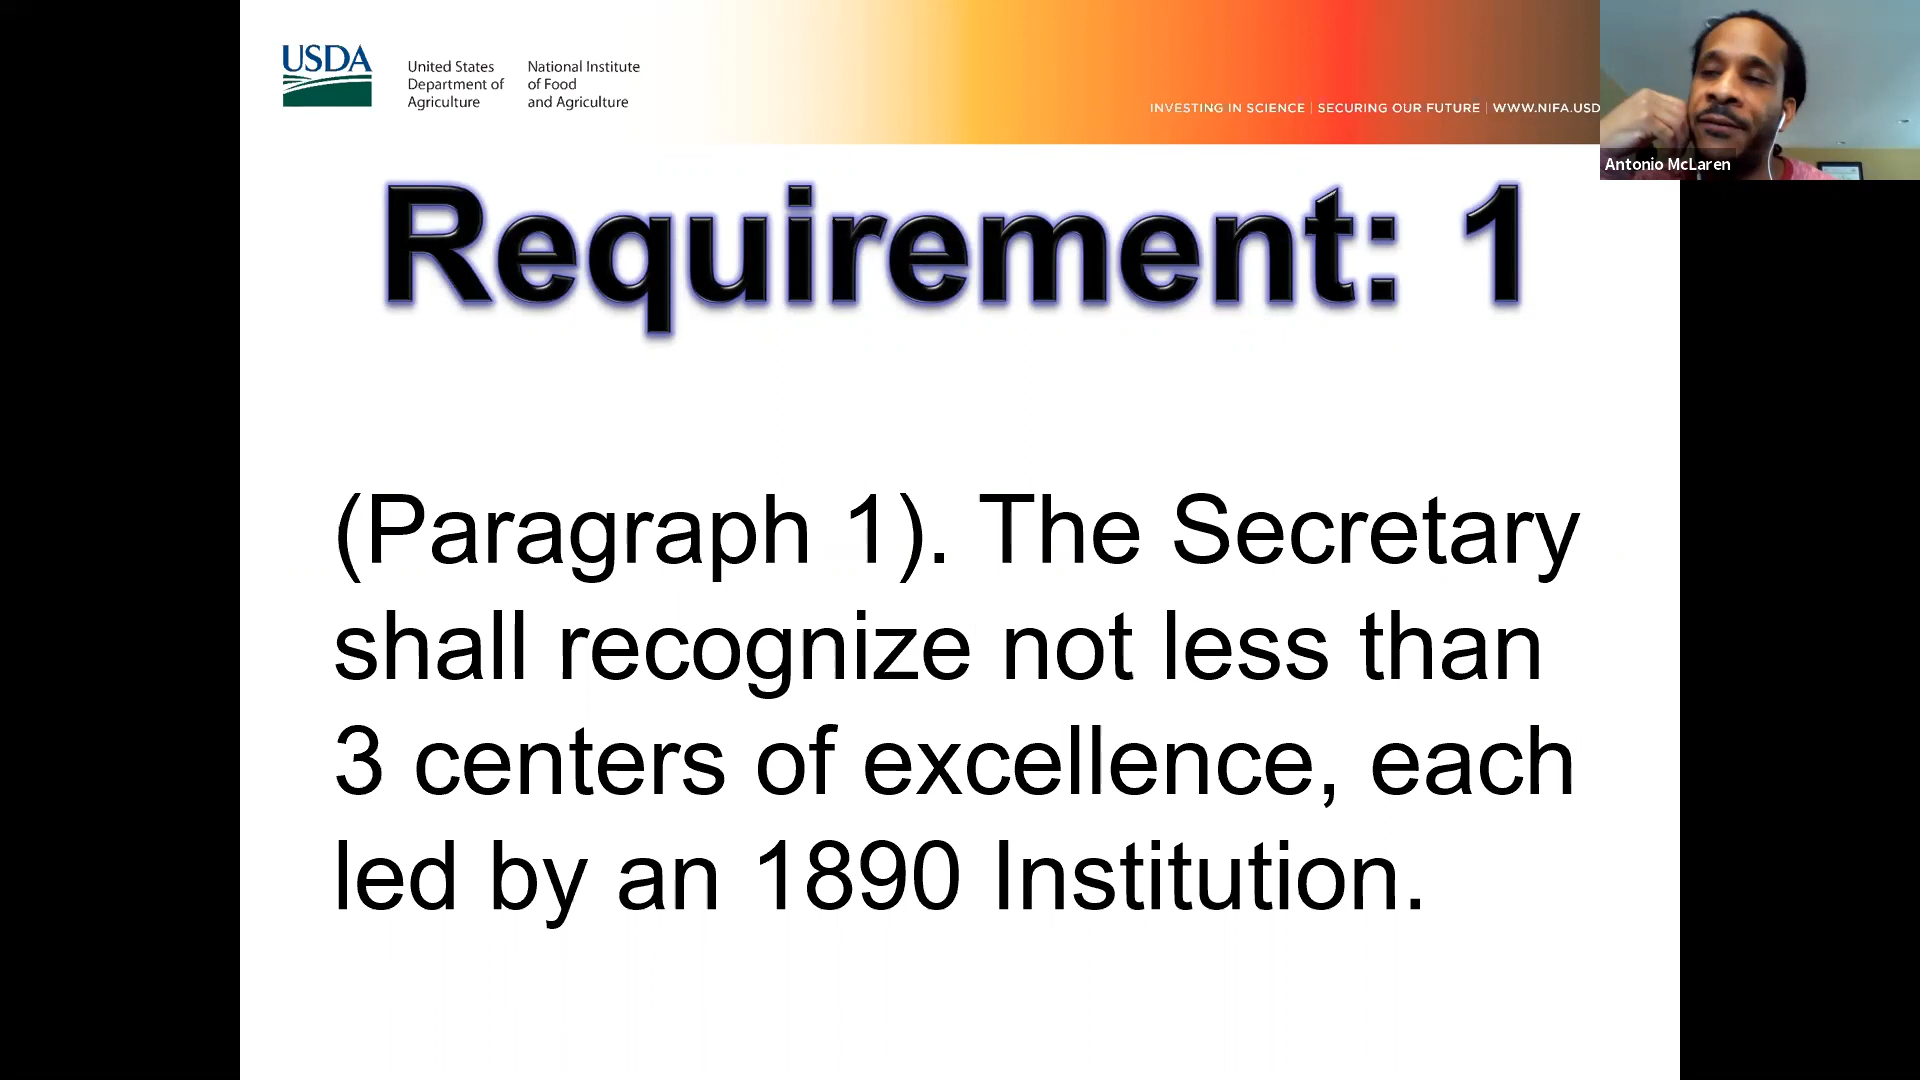 USDA
United States
Department of
Agriculture
National Institute
of Food
and Agriculture
INVESTING IN SCIENCE | SECURING OUR FUTURE | WWW.NIFA.USD
Antonio McLaren
Requirement: 1
(Paragraph 1). The Secretary
shall recognize not less than
3 centers of excellence, each
led by an 1890 Institution.